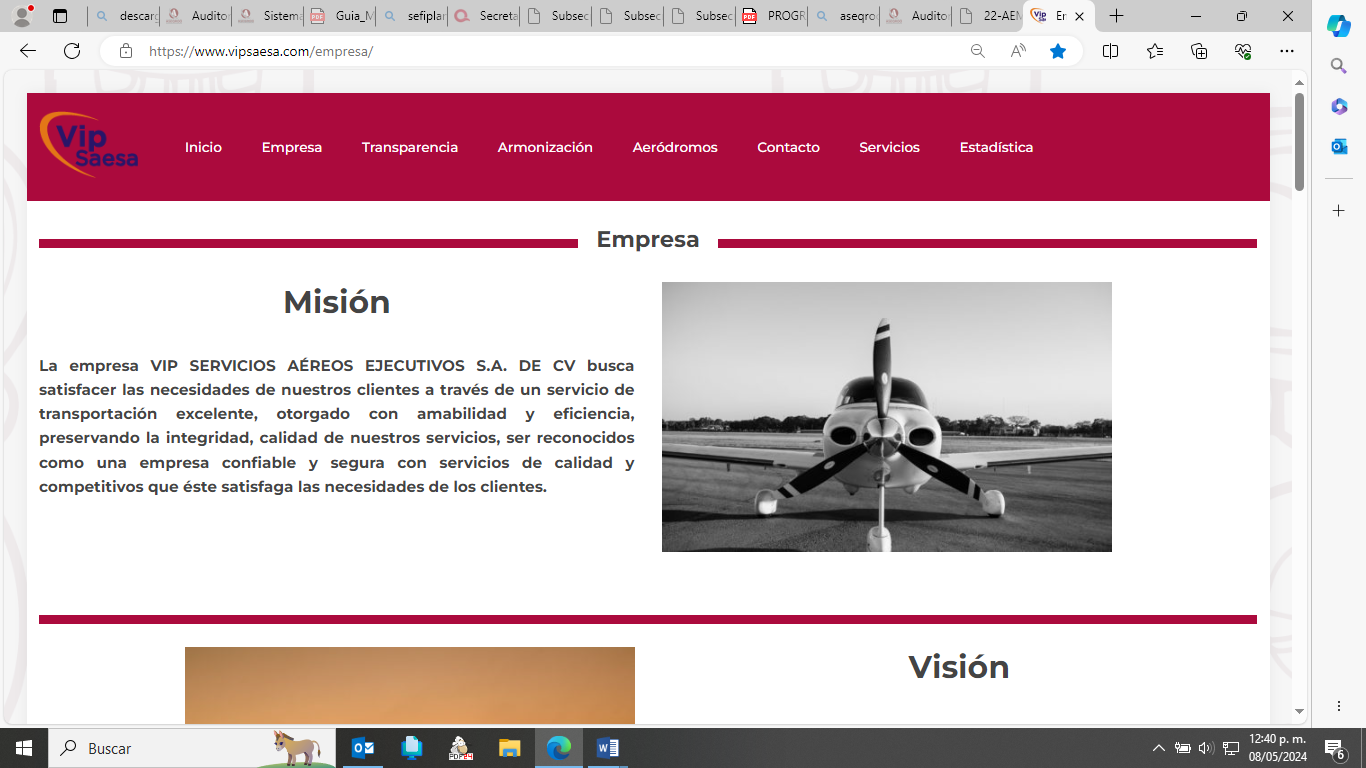 descarg
Auditor
Sistema
Guia_M
sefiplan
Secreta
Subsec
Subsec
Subsec
PROGR
aseqroo
Auditor
22-AEM
https://www.vipsaesa.com/empresa/
Vip
Saesa
Inicio
Empresa
Transparencia
Armonización
Aeródromos
Contacto
Servicios
Estadística
Empresa
Misión
La empresa VIP SERVICIOS AÉREOS EJECUTIVOS S.A. DE CV busca
satisfacer las necesidades de nuestros clientes a través de un servicio de
transportación excelente, otorgado con amabilidad y eficiencia,
preservando la integridad, calidad de nuestros servicios, ser reconocidos
como una empresa confiable y segura con servicios de calidad y
competitivos que éste satisfaga las necesidades de los clientes.
Visión
Buscar
12:40 p. m.
08/05/2024
6